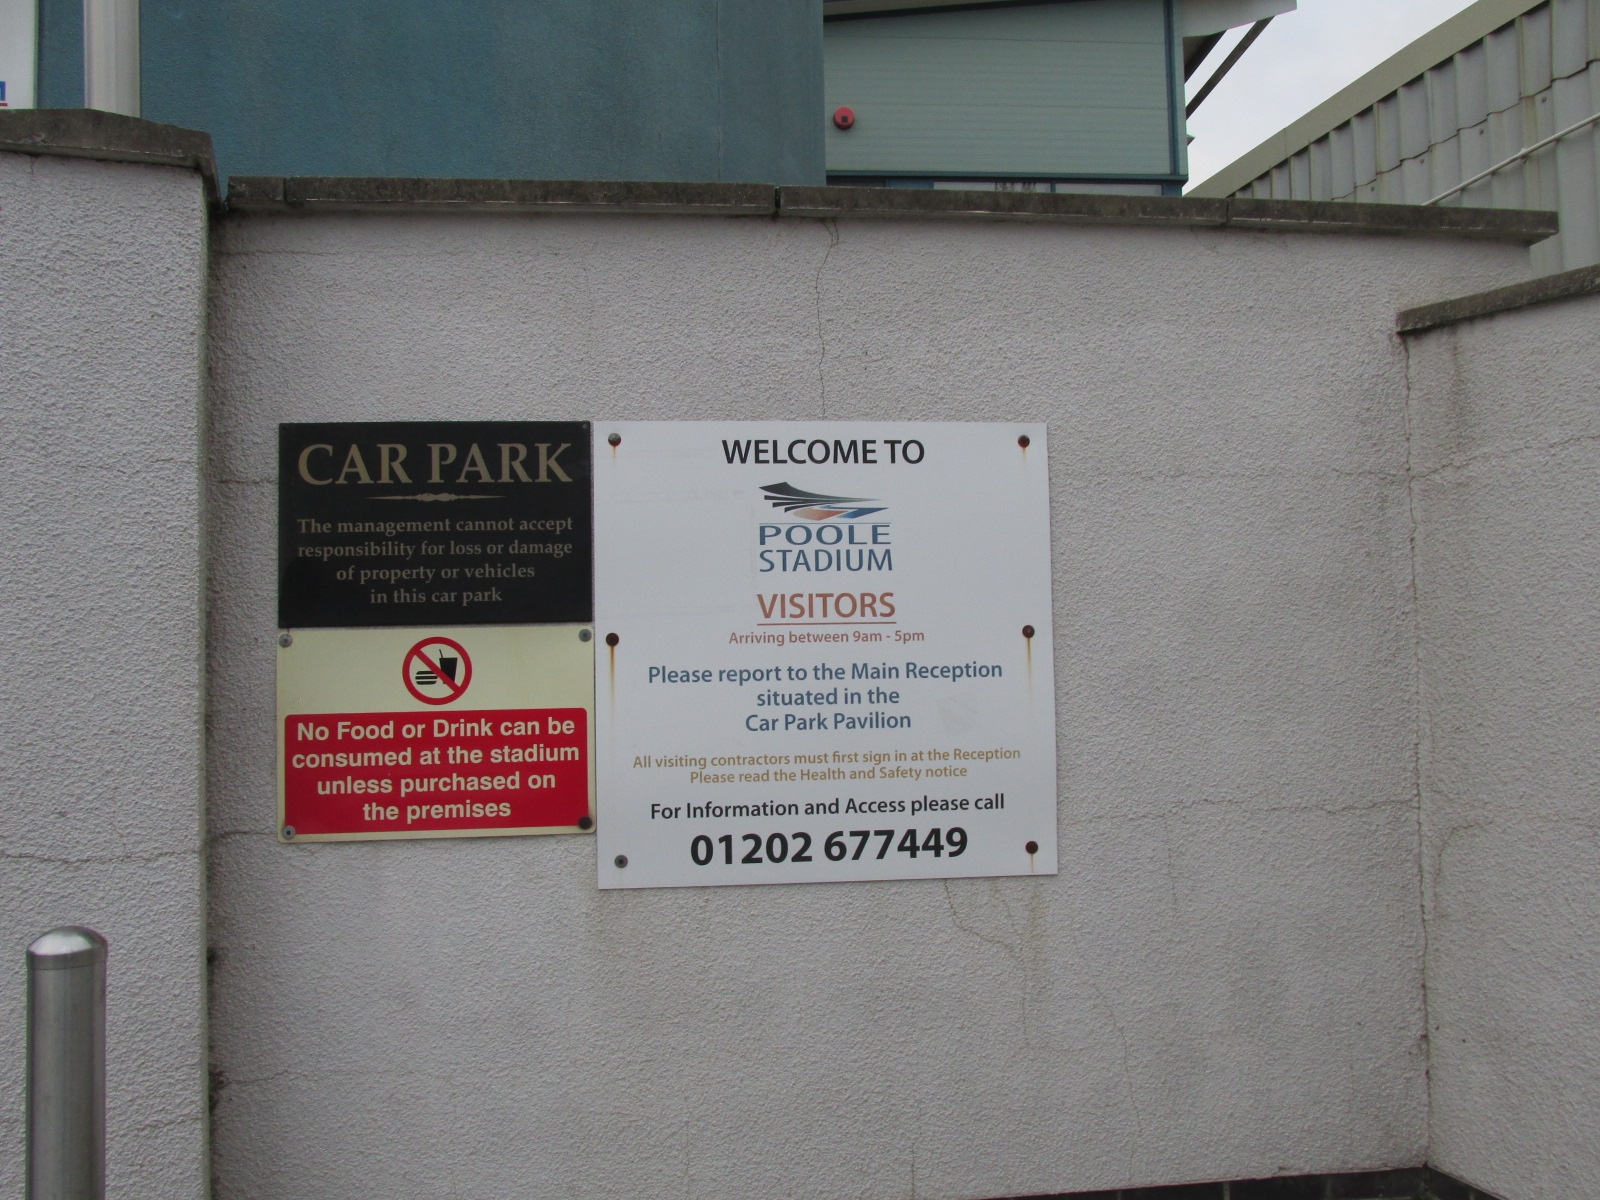 CAR PARK
The management cannot accept
responsibility for loss or damage
of property or vehicles
in this car park
No Food or Drink can be
consumed at the stadium
unless purchased on
the premises
WELCOME TO
POOLE
STADIUM
VISITORS
Arriving between 9am - 5pm
Please report to the Main Reception
situated in the
Car Park Pavilion
All visiting contractors must first sign in at the Reception
Please read the Health and Safety notice
For Information and Access please call
01202 677449